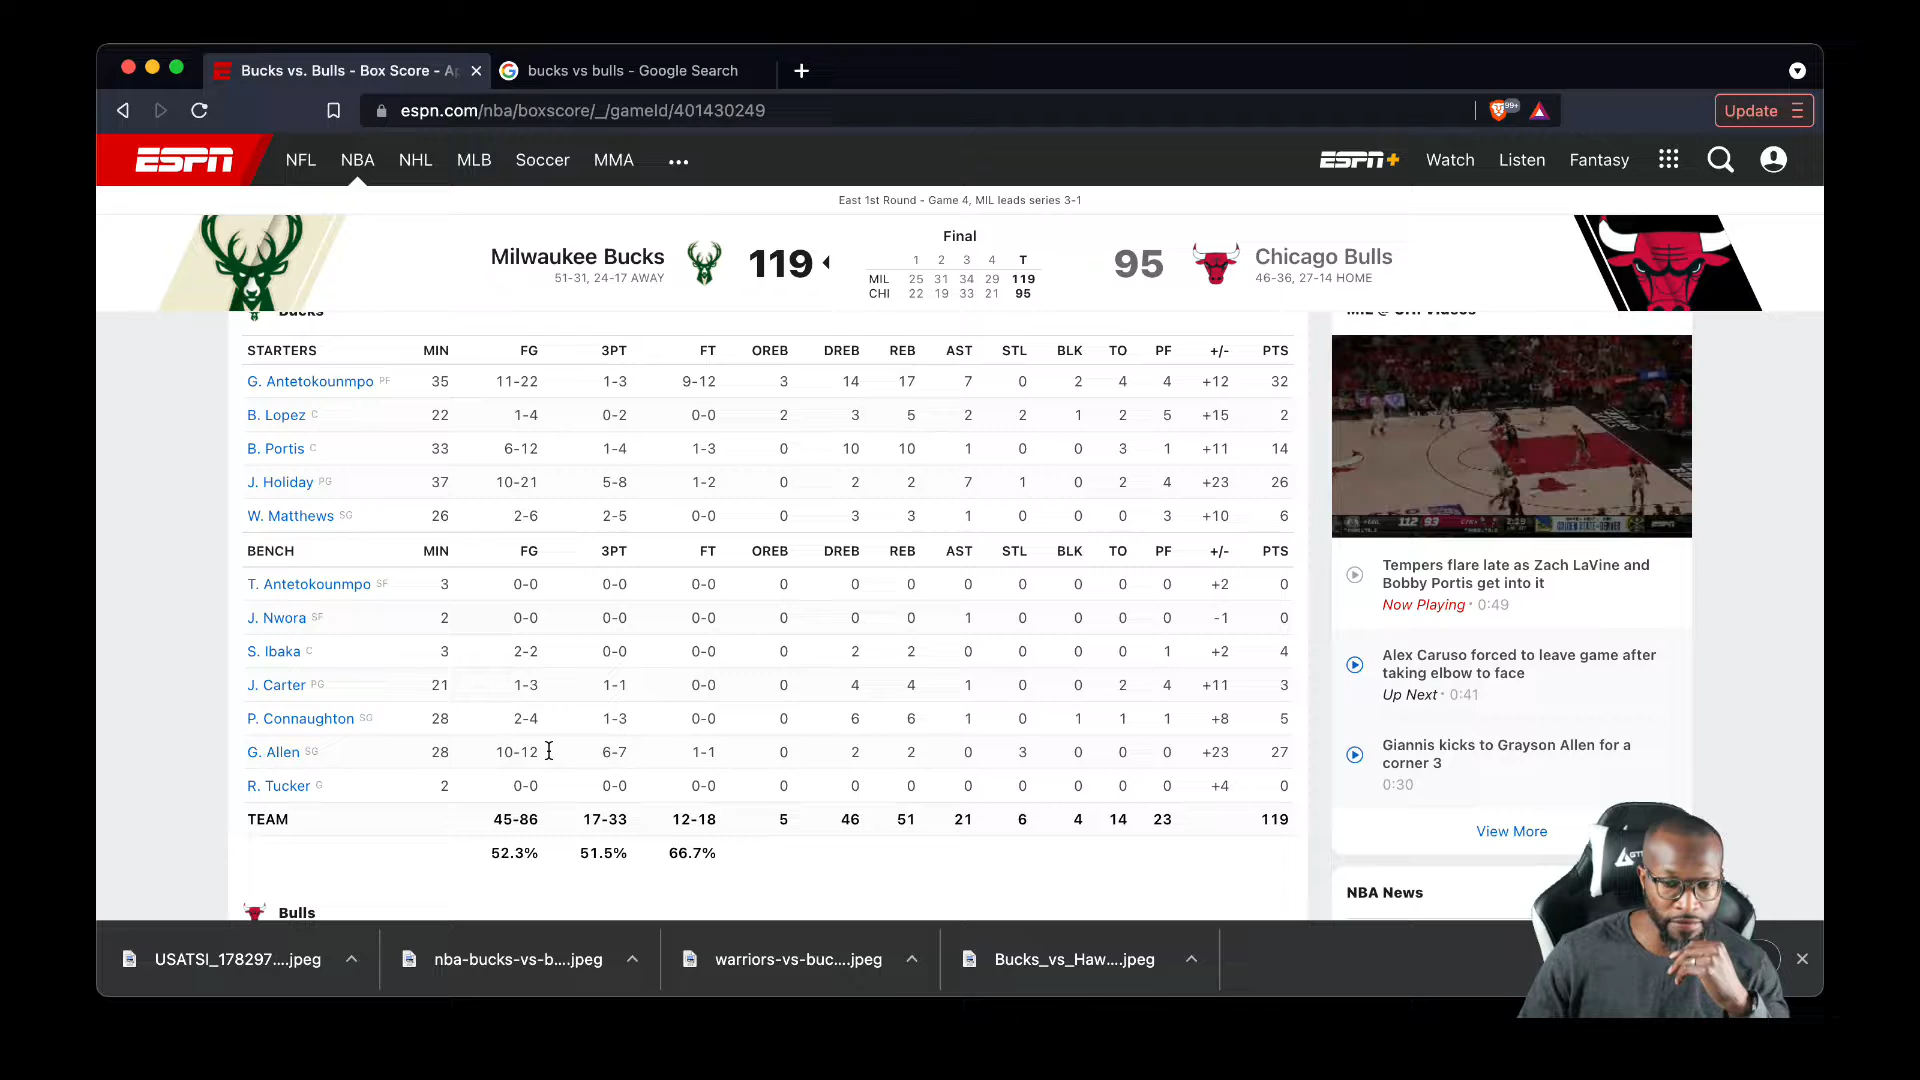 Bucks vs. Bulls - Box Score - Ap
bucks vs bulls - Google Search
espn.com/nba/boxscore/_/gameId/401430249
99+
Update
ESPN
NFL NBA NHL MLB Soccer MMA
ESPN+ Watch Listen Fantasy
East 1st Round - Game 4, MIL leads series 3-1
Milwaukee Bucks
51-31, 24-17 AWAY
119
Final
1 2 3 4 T
MIL 25 31 34 29 119
CHI 22 19 33 21 95
95
Chicago Bulls
46-36, 27-14 HOME
Bucks
STARTERS MIN FG 3PT FT OREB DREB REB AST STL BLK TO PF +/- PTS
G. Antetokounmpo PF 35 11-22 1-3 9-12 3 14 17 7 0 2 4 4 +12 32
B. Lopez C 22 1-4 0-2 0-0 2 3 5 2 2 1 2 5 +15 2
B. Portis C 33 6-12 1-4 1-3 0 10 10 1 0 0 3 1 +11 14
J. Holiday PG 37 10-21 5-8 1-2 0 2 2 7 1 0 2 4 +23 26
W. Matthews SG 26 2-6 2-5 0-0 0 3 3 1 0 0 0 3 +10 6
BENCH MIN FG 3PT FT OREB DREB REB AST STL BLK TO PF +/- PTS
T. Antetokounmpo SF 3 0-0 0-0 0-0 0 0 0 0 0 0 0 0 +2 0
J. Nwora SF 2 0-0 0-0 0-0 0 0 0 1 0 0 0 0 -1 0
S. Ibaka C 3 2-2 0-0 0-0 0 2 2 0 0 0 0 1 +2 4
J. Carter PG 21 1-3 1-1 0-0 0 4 4 1 0 0 2 4 +11 3
P. Connaughton SG 28 2-4 1-3 0-0 0 6 6 1 0 1 1 1 +8 5
G. Allen SG 28 10-12 6-7 1-1 0 2 2 0 3 0 0 0 +23 27
R. Tucker G 2 0-0 0-0 0-0 0 0 0 0 0 0 0 0 +4 0
TEAM 45-86 17-33 12-18 5 46 51 21 6 4 14 23 119
52.3% 51.5% 66.7%
Bulls
MIL @ CHI Videos
112 93
2:19
GOLDEN STATE-DENVER
ESPN
Tempers flare late as Zach LaVine and
Bobby Portis get into it
Now Playing · 0:49
Alex Caruso forced to leave game after
taking elbow to face
Up Next · 0:41
Giannis kicks to Grayson Allen for a
corner 3
0:30
View More
NBA News
USATSI_178297....jpeg
nba-bucks-vs-b....jpeg
warriors-vs-buc....jpeg
Bucks_vs_Haw....jpeg